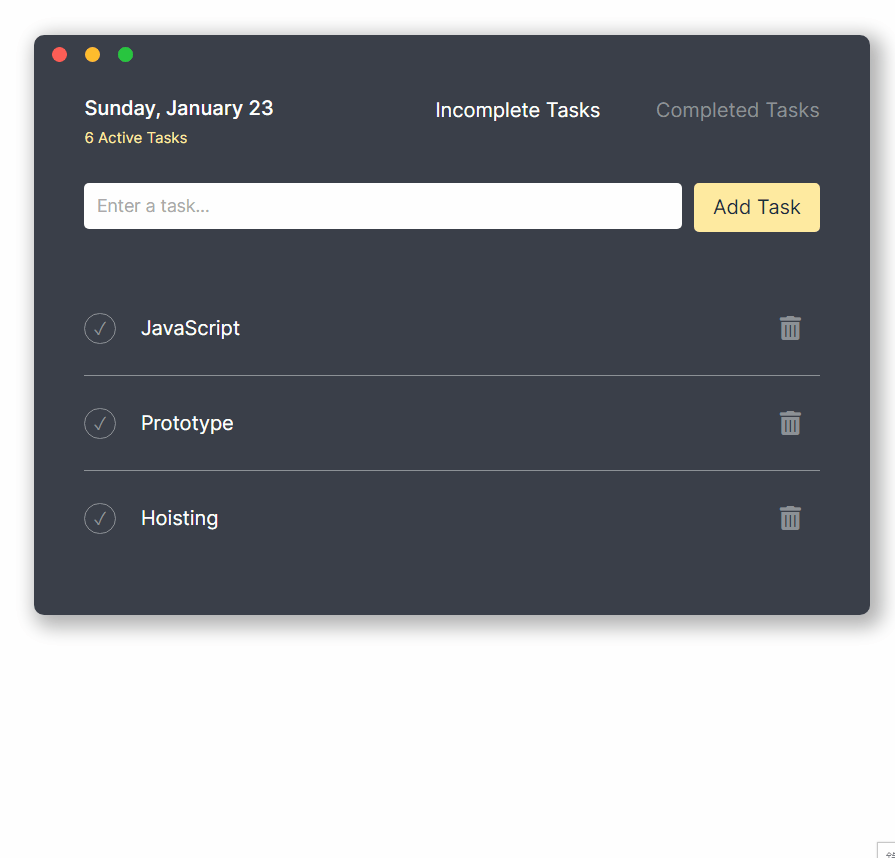 Sunday, January 23
Incomplete Tasks
Completed Tasks
6 Active Tasks
Enter a task...
Add Task
JavaScript
Prototype
Hoisting